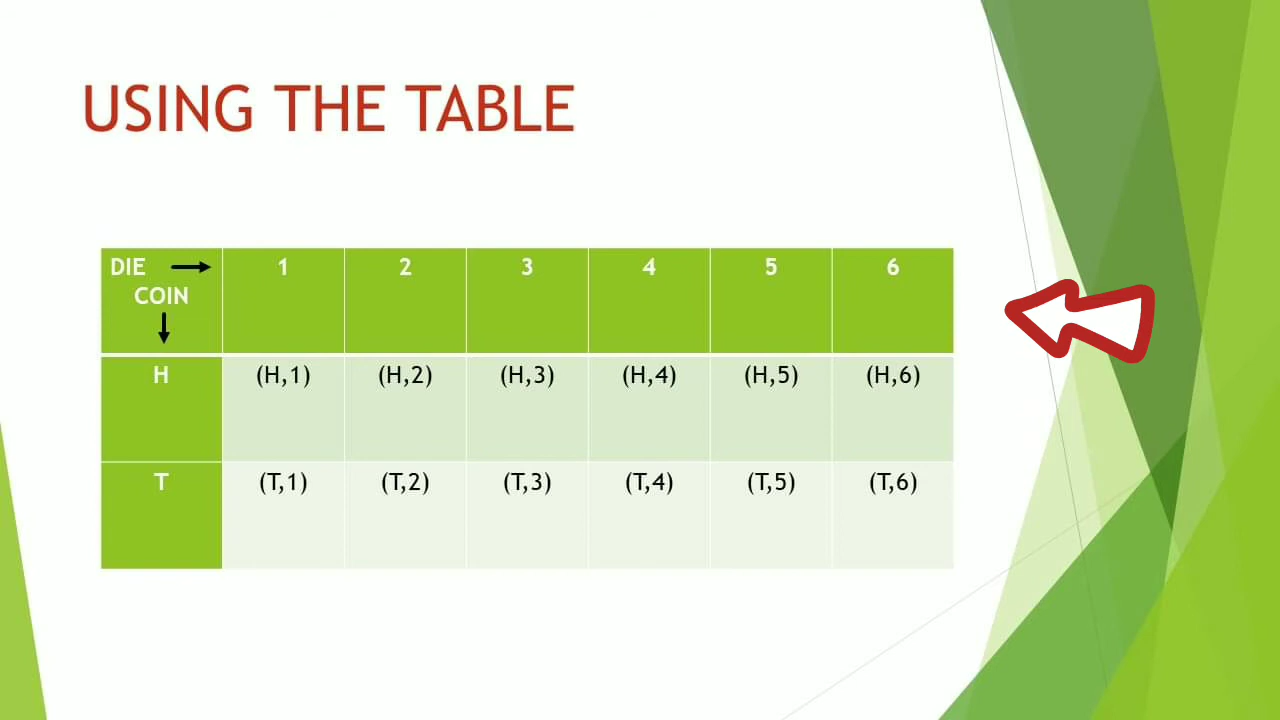 USING THE TABLE
DIE 1 2 3 4 5 6
COIN
H (H,1) (H,2) (H,3) (H,4) (H,5) (H,6)
T (T,1) (T,2) (T,3) (T,4) (T,5) (T,6)